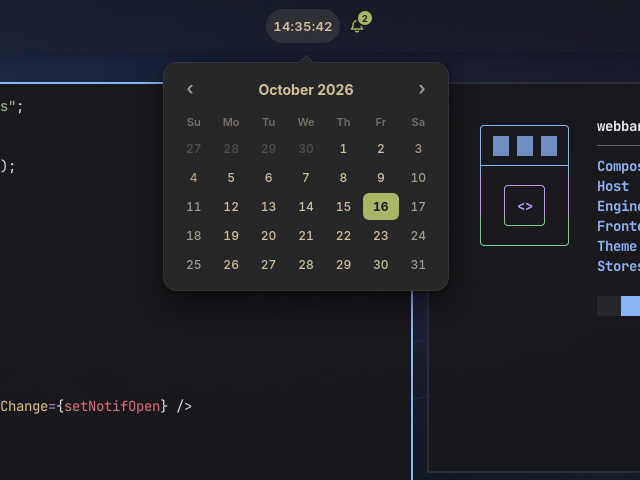 14:35:42
2
‹ October 2026 ›
Su Mo Tu We Th Fr Sa
27 28 29 30 1 2 3
4 5 6 7 8 9 10
11 12 13 14 15 16 17
18 19 20 21 22 23 24
25 26 27 28 29 30 31
s";
);
Change={setNotifOpen} />
<>
webbar
Compos
Host
Engine
Fronte
Theme
Stores